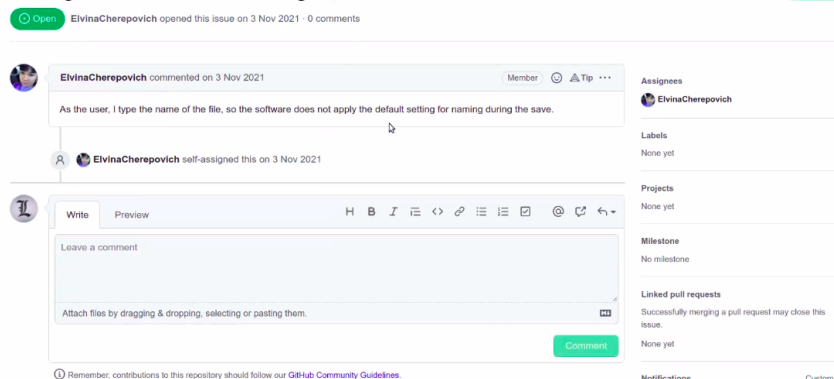 Open ElvinaCherepovich opened this issue on 3 Nov 2021 · 0 comments
ElvinaCherepovich commented on 3 Nov 2021 Member Tip ...
As the user, I type the name of the file, so the software does not apply the default setting for naming during the save.
ElvinaCherepovich self-assigned this on 3 Nov 2021
Write Preview H B I <> @
Leave a comment
Attach files by dragging & dropping, selecting or pasting them.
Comment
Remember, contributions to this repository should follow our GitHub Community Guidelines.
Assignees
ElvinaCherepovich
Labels
None yet
Projects
None yet
Milestone
No milestone
Linked pull requests
Successfully merging a pull request may close this
issue.
None yet
Notifications Custom